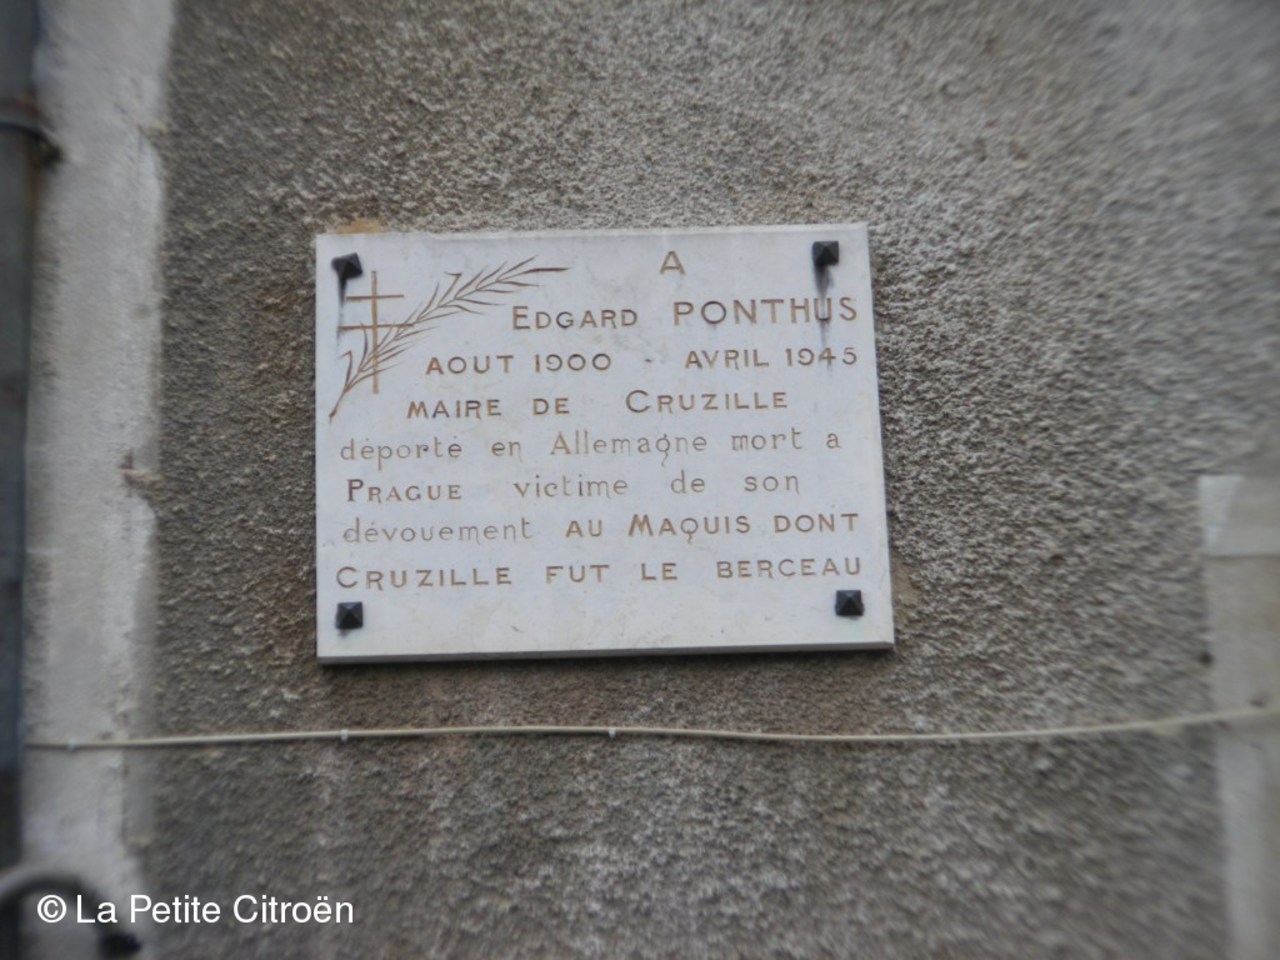 A
EDGARD PONTHUS
AOUT 1900 - AVRIL 1945
MAIRE DE CRUZILLE
déporté en Allemagne mort a
PRAGUE victime de son
dévouement AU MAQUIS DONT
CRUZILLE FUT LE BERCEAU
© La Petite Citroën